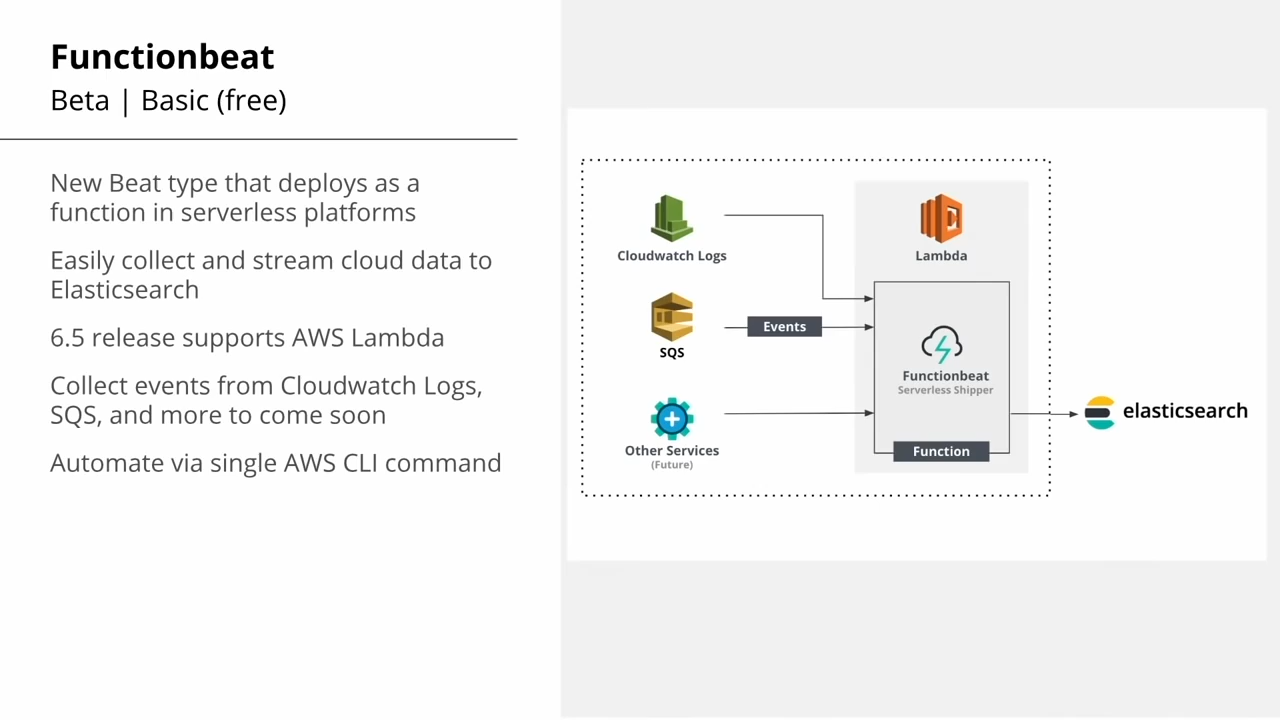 Functionbeat
Beta | Basic (free)
New Beat type that deploys as a
function in serverless platforms
Easily collect and stream cloud data to
Elasticsearch
6.5 release supports AWS Lambda
Collect events from Cloudwatch Logs,
SQS, and more to come soon
Automate via single AWS CLI command
Cloudwatch Logs
Lambda
Events
SQS
Functionbeat
Serverless Shipper
elasticsearch
Other Services
(Future)
Function